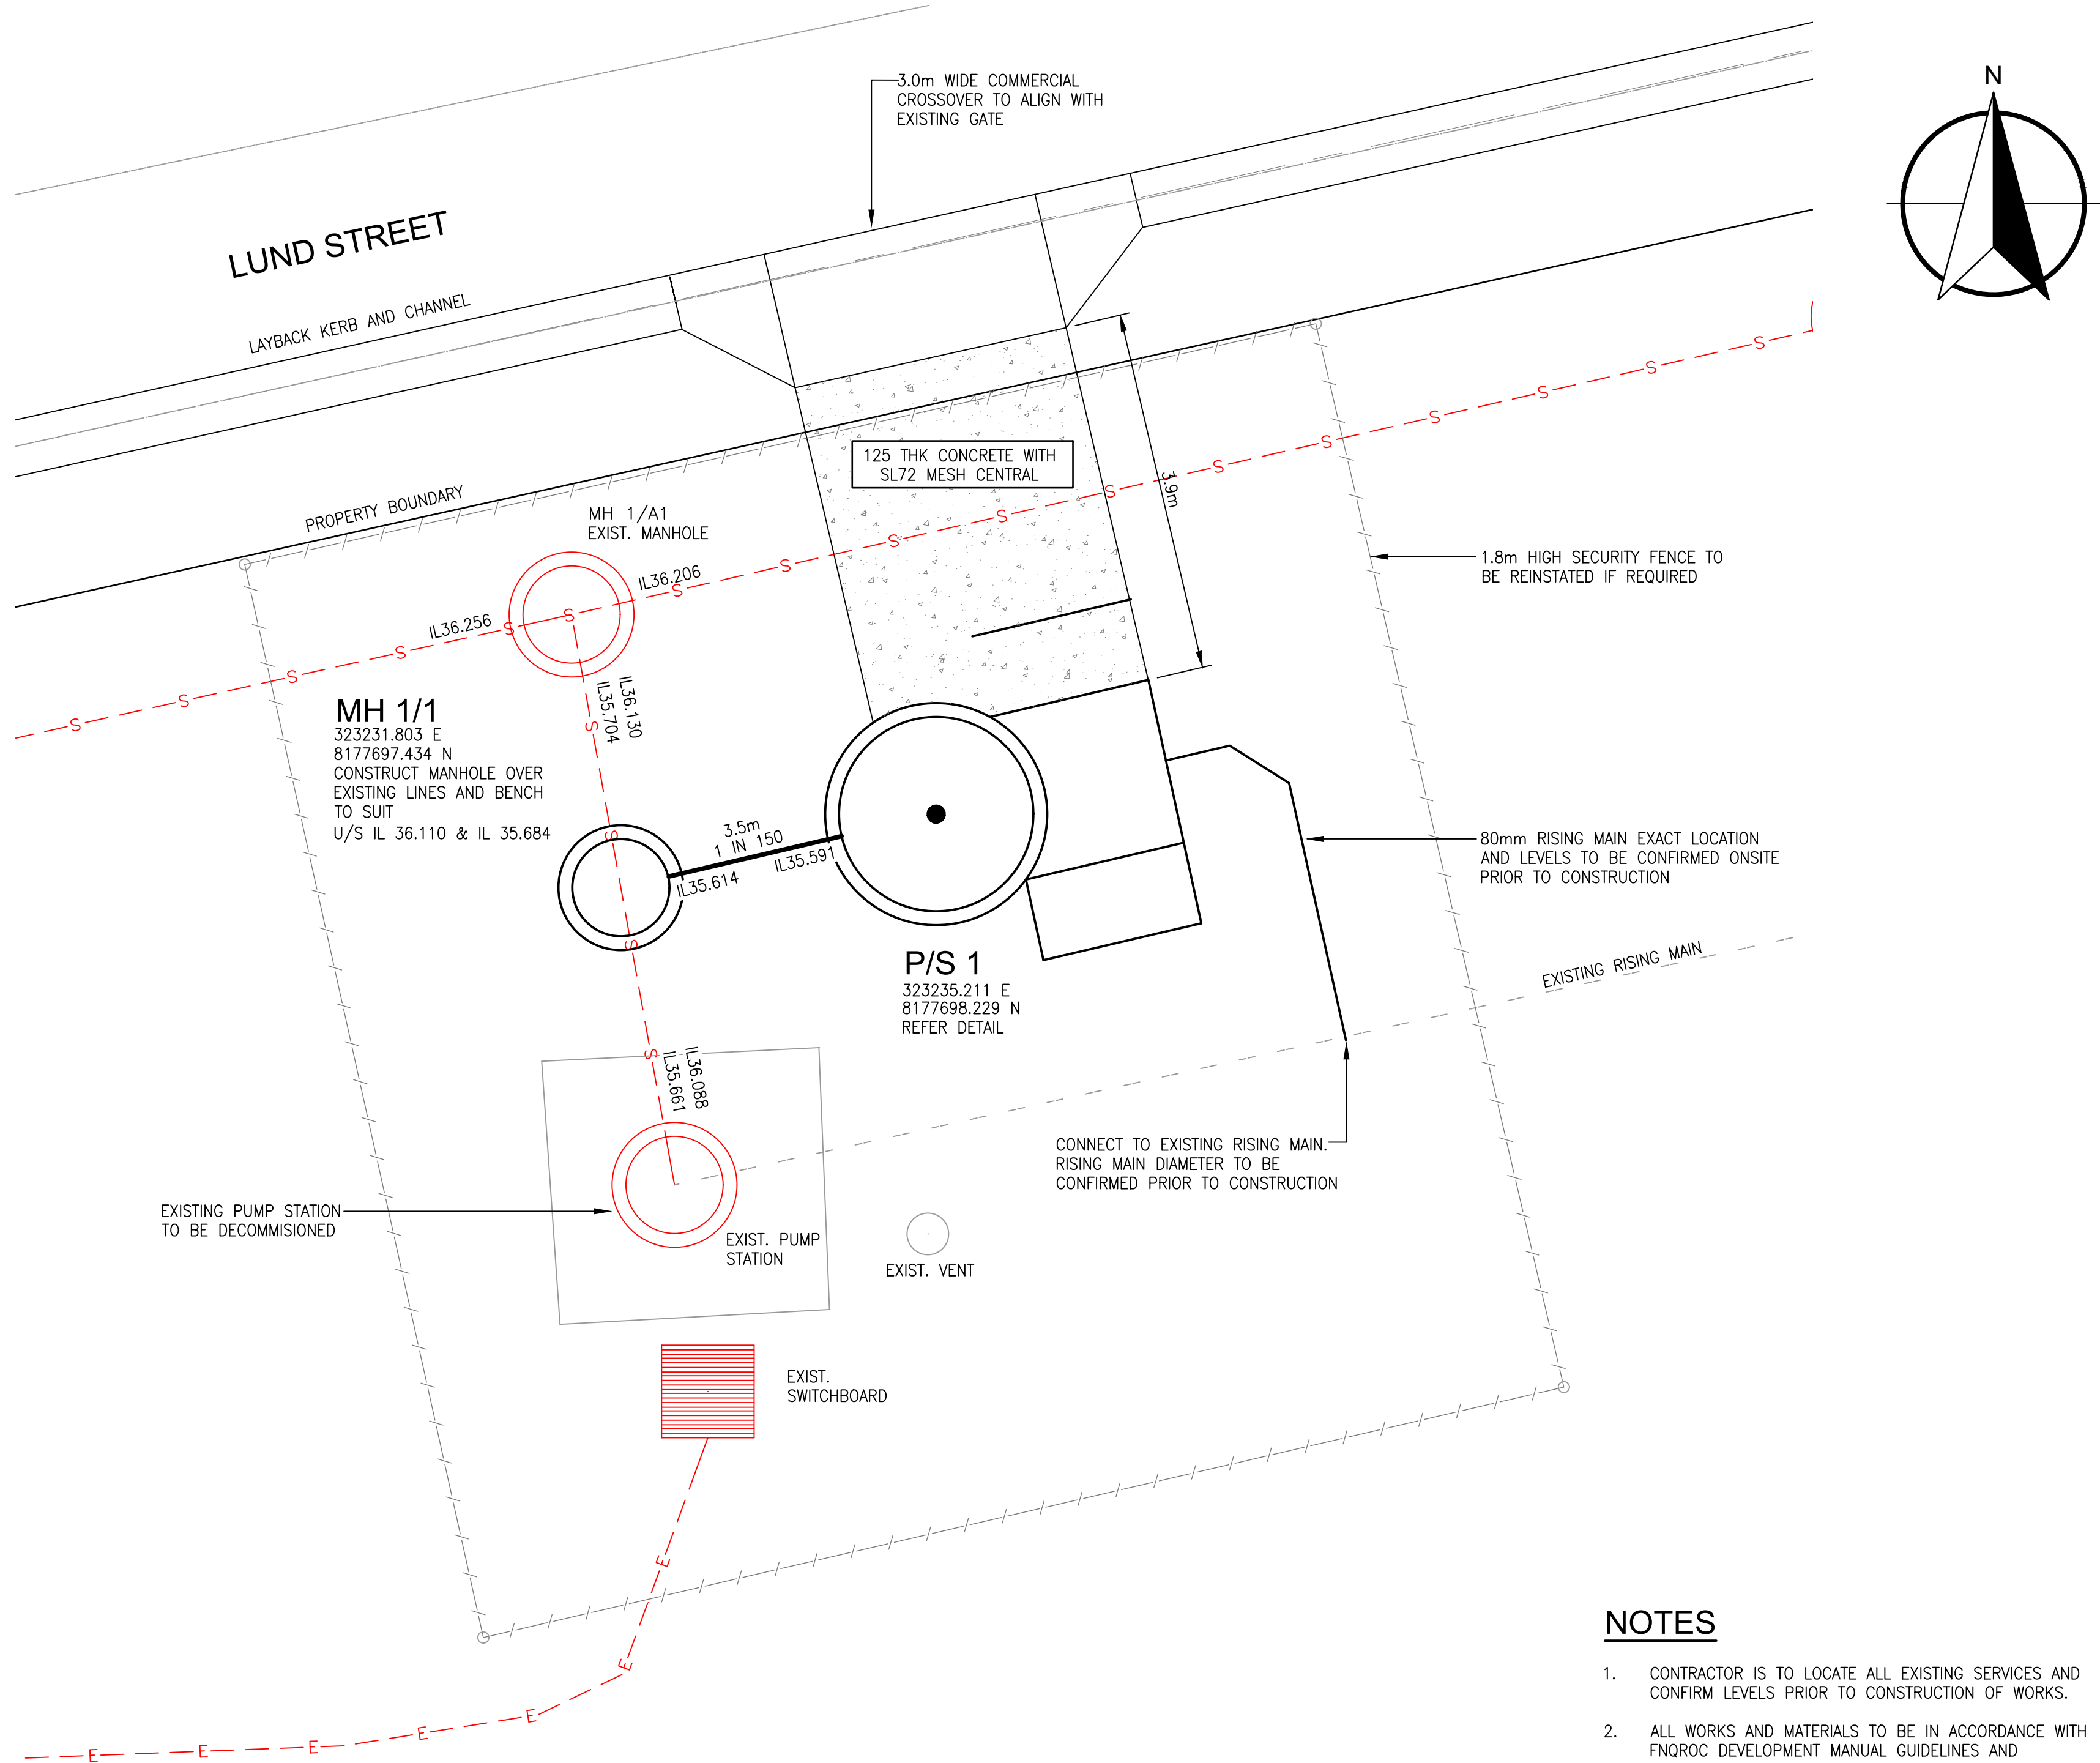 3.0m WIDE COMMERCIAL
CROSSOVER TO ALIGN WITH
EXISTING GATE
N
LUND STREET
LAYBACK KERB AND CHANNEL
PROPERTY BOUNDARY
125 THK CONCRETE WITH
SL72 MESH CENTRAL
3.9m
MH 1/A1
EXIST. MANHOLE
IL36.206
IL36.256
IL36.130
IL35.704
1.8m HIGH SECURITY FENCE TO
BE REINSTATED IF REQUIRED
MH 1/1
323231.803 E
8177697.434 N
CONSTRUCT MANHOLE OVER
EXISTING LINES AND BENCH
TO SUIT
U/S IL 36.110 & IL 35.684
3.5m
1 IN 150
IL35.591
IL35.614
80mm RISING MAIN EXACT LOCATION
AND LEVELS TO BE CONFIRMED ONSITE
PRIOR TO CONSTRUCTION
P/S 1
323235.211 E
8177698.229 N
REFER DETAIL
EXISTING RISING MAIN
IL36.088
IL35.661
CONNECT TO EXISTING RISING MAIN.
RISING MAIN DIAMETER TO BE
CONFIRMED PRIOR TO CONSTRUCTION
EXISTING PUMP STATION
TO BE DECOMMISIONED
EXIST. PUMP
STATION
EXIST. VENT
EXIST.
SWITCHBOARD
S S S S S S S S S S S S S S S
S S S S
E E E E E E E
NOTES
1. CONTRACTOR IS TO LOCATE ALL EXISTING SERVICES AND
CONFIRM LEVELS PRIOR TO CONSTRUCTION OF WORKS.
2. ALL WORKS AND MATERIALS TO BE IN ACCORDANCE WITH
FNQROC DEVELOPMENT MANUAL GUIDELINES AND